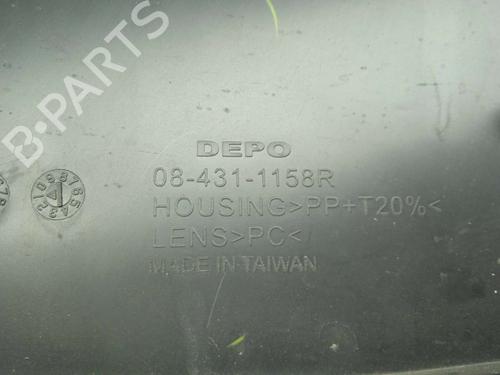 B-PARTS
DEPO
08-431-1158R
HOUSING>PP+T20%<
LENS>PC<
MADE IN TAIWAN